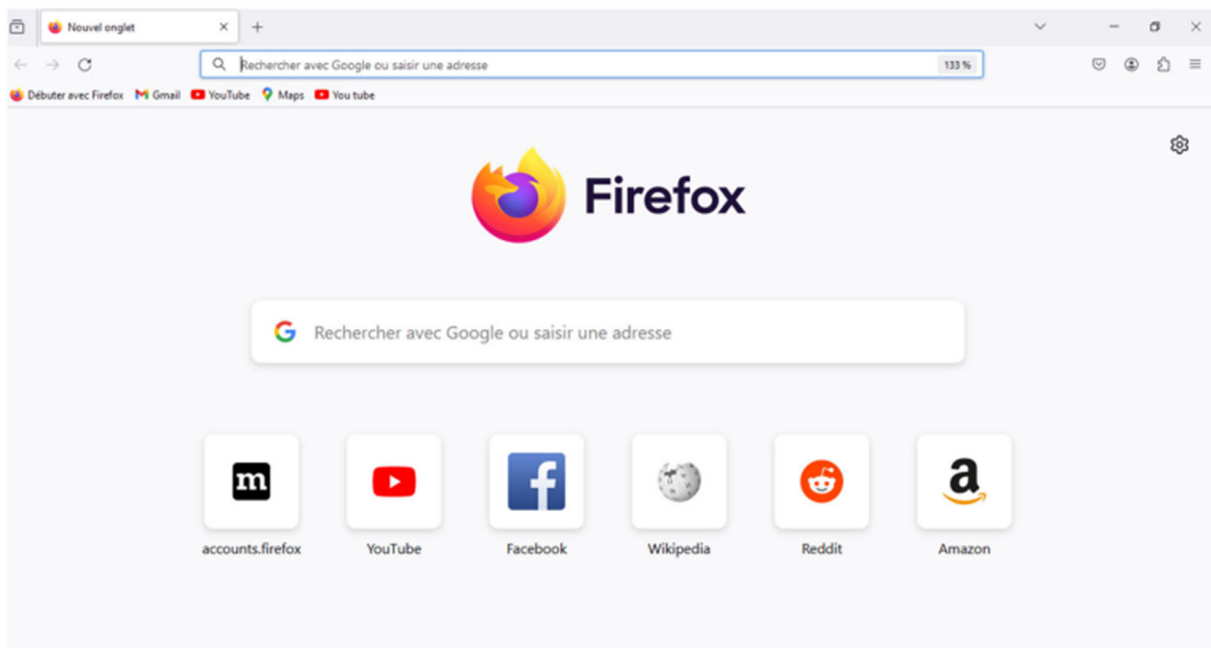 Nouvel onglet
Rechercher avec Google ou saisir une adresse 133 %
Débuter avec Firefox Gmail YouTube Maps You tube
Firefox
Rechercher avec Google ou saisir une adresse
accounts.firefox YouTube Facebook Wikipedia Reddit Amazon